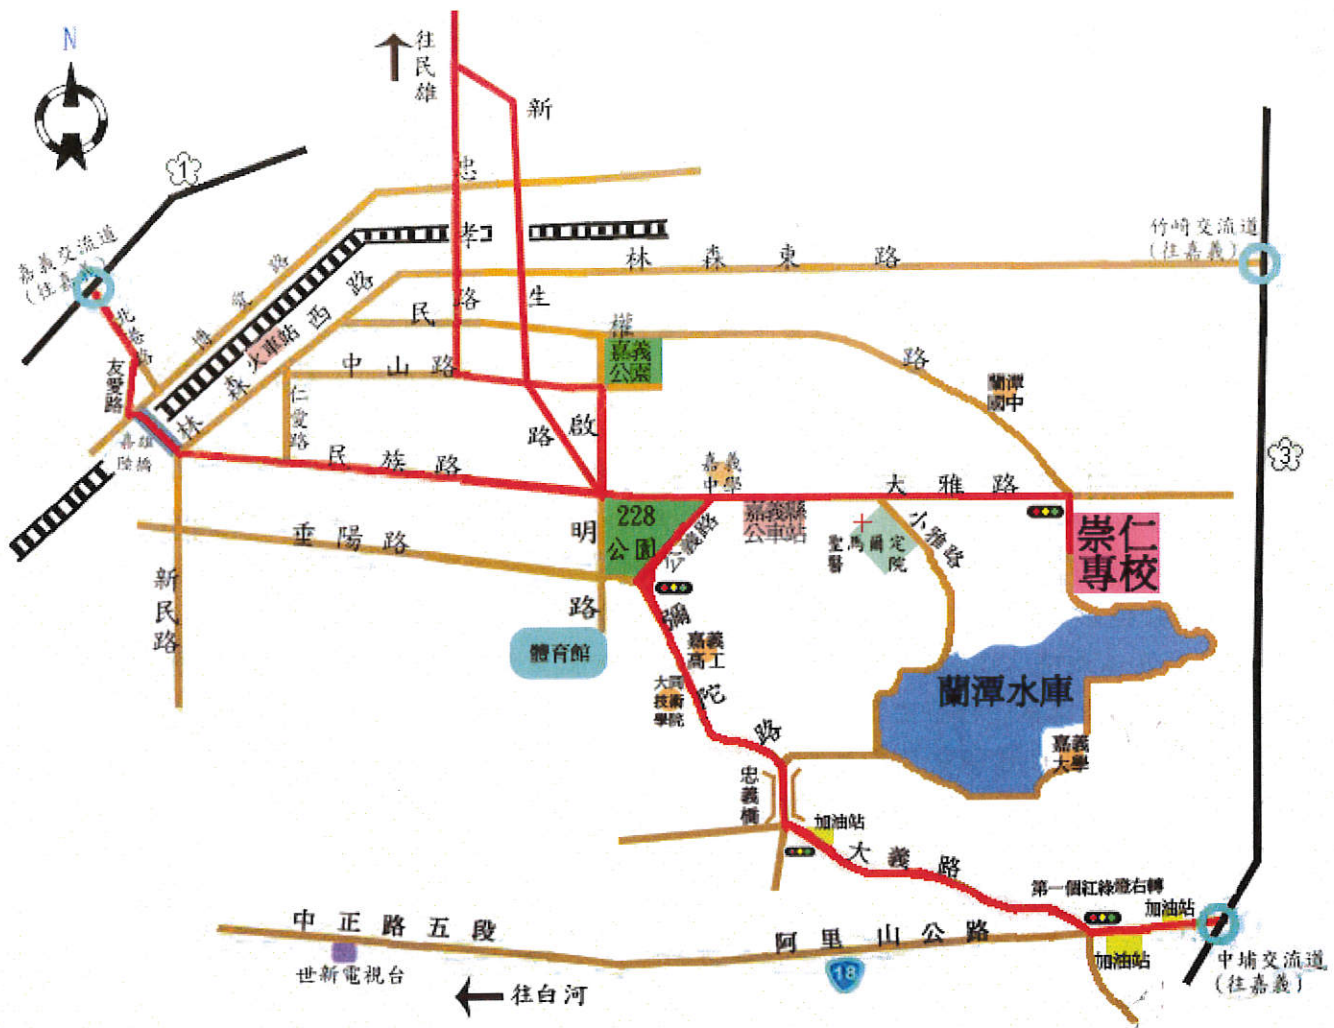 N
往民雄
新生路
忠孝路
1
嘉義交流道
(往嘉義)
北港路
友愛路
博愛路
火車站
林森西路
林森東路
竹崎交流道
(往嘉義)
民權路
嘉義
公園
中山路
仁愛路
蘭潭
國中
嘉雄
陸橋
民族路
啟明路
嘉義
中學
大雅路
3
228
公園
公義路
嘉義縣
公車站
聖馬爾定
醫院
小雅路
崇仁
專校
垂陽路
新民路
體育館
彌陀路
嘉義
高工
大同
技術
學院
蘭潭水庫
嘉義
大學
忠義橋
加油站
大義路
第一個紅綠燈右轉
加油站
中正路五段
阿里山公路
18
加油站
世新電視台
往白河
中埔交流道
(往嘉義)